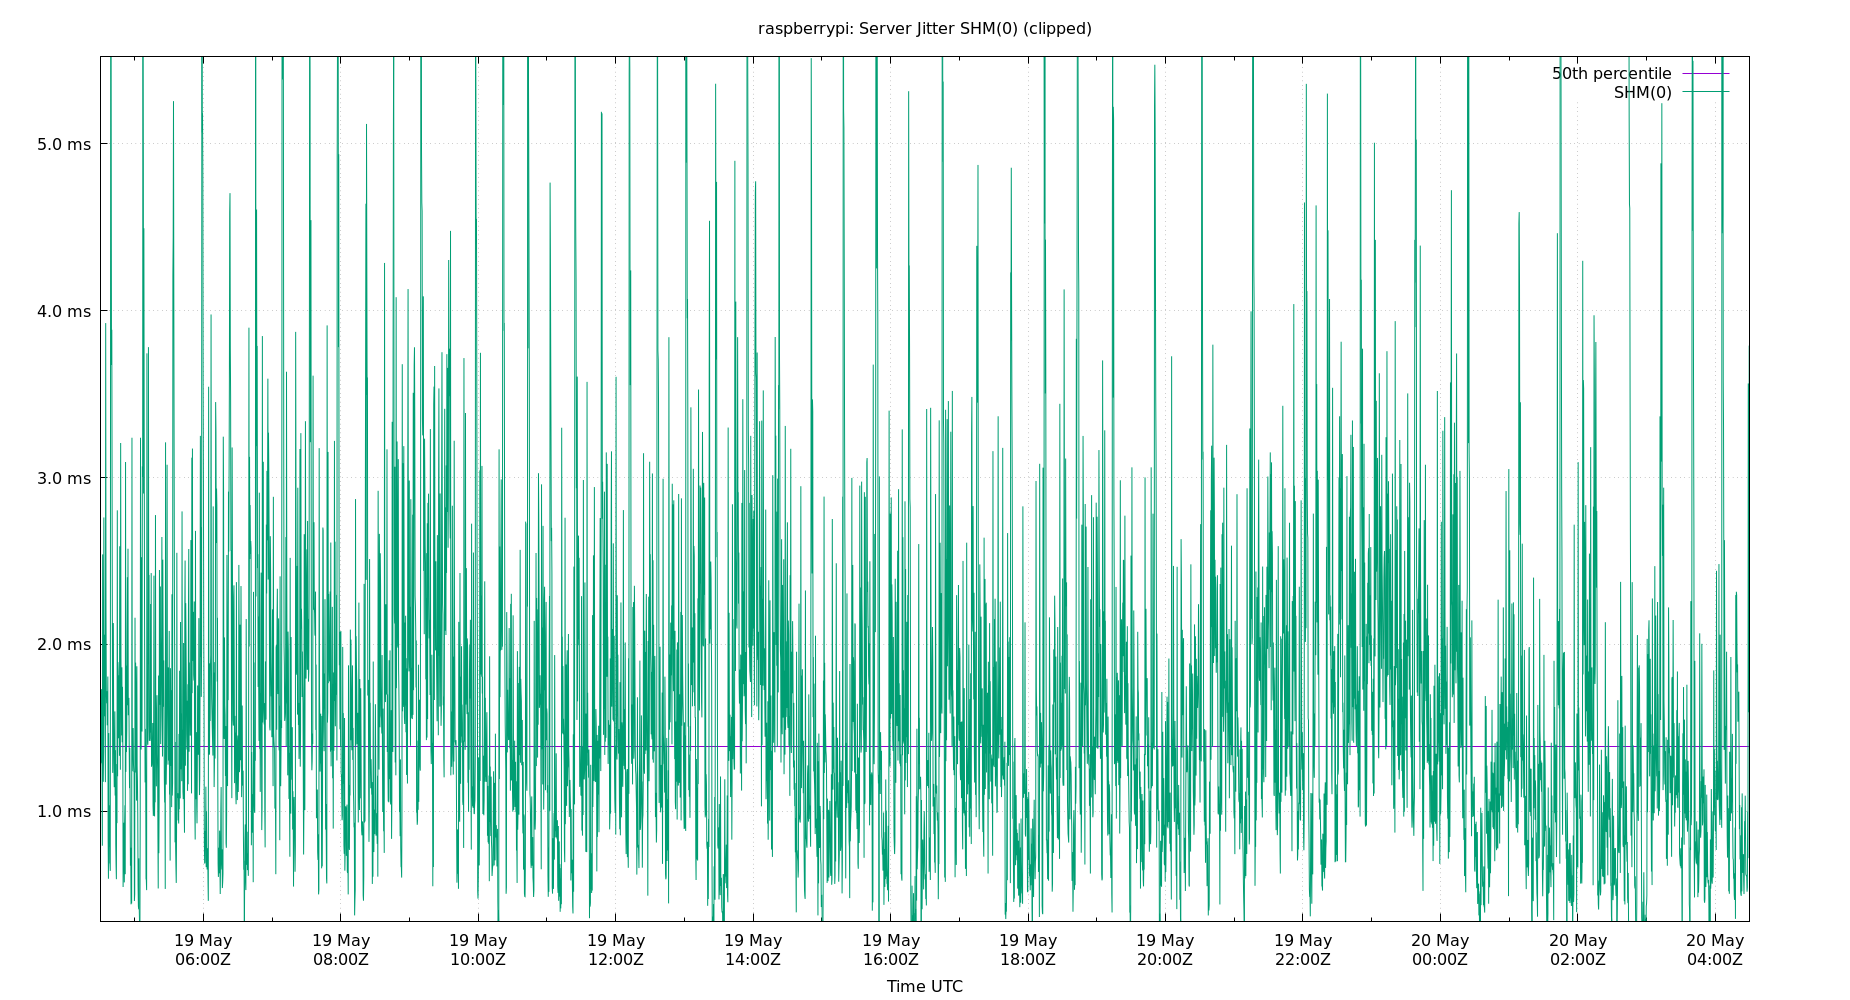 raspberrypi: Server Jitter SHM(0) (clipped)
50th percentile
SHM(0)
5.0 ms
4.0 ms
3.0 ms
2.0 ms
1.0 ms
19 May 19 May 19 May 19 May 19 May 19 May 19 May 19 May 19 May 20 May 20 May 20 May
06:00Z 08:00Z 10:00Z 12:00Z 14:00Z 16:00Z 18:00Z 20:00Z 22:00Z 00:00Z 02:00Z 04:00Z
Time UTC